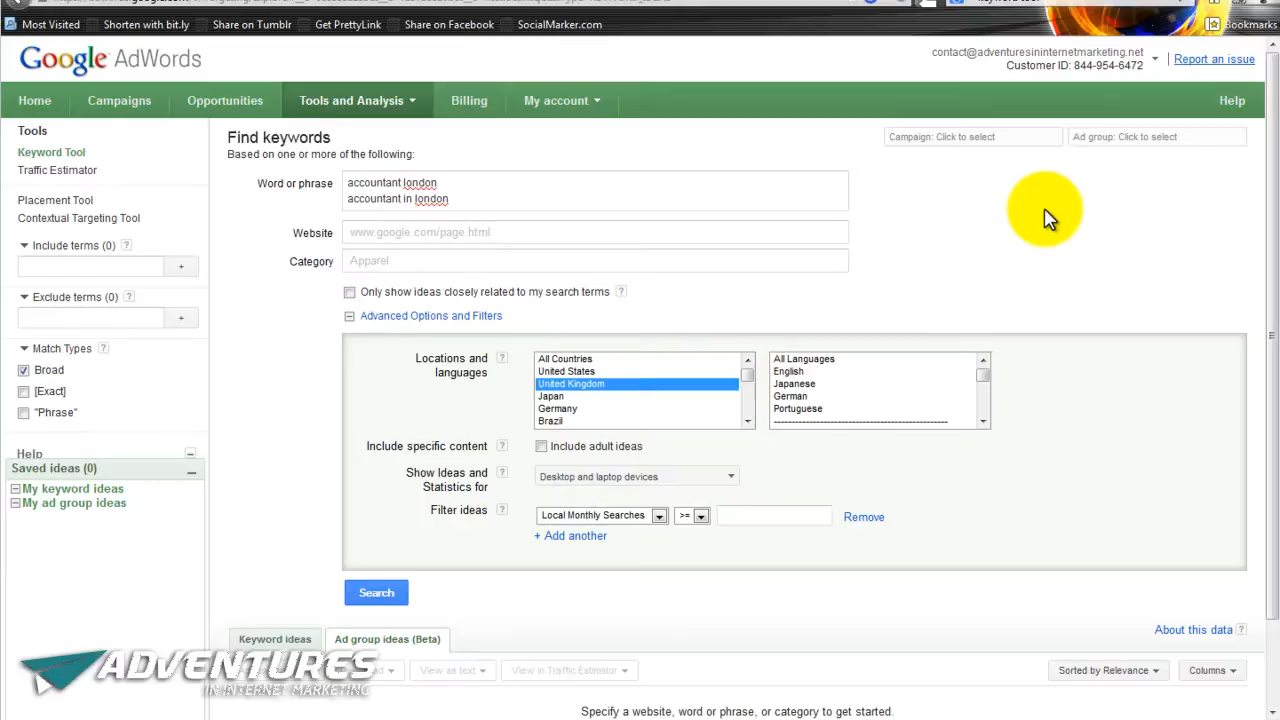 Most Visited Shorten with bit.ly Share on Tumblr Get PrettyLink Share on Facebook SocialMarker.com Bookmarks
Google AdWords
contact@adventuresininternetmarketing.net
Customer ID: 844-954-6472
Report an issue
Home Campaigns Opportunities Tools and Analysis Billing My account Help
Tools
Keyword Tool
Traffic Estimator
Placement Tool
Contextual Targeting Tool
Include terms (0) ?
+
Exclude terms (0) ?
+
Match Types ?
Broad
[Exact]
"Phrase"
Help
Saved ideas (0)
My keyword ideas
My ad group ideas
Find keywords
Based on one or more of the following:
Campaign: Click to select Ad group: Click to select
Word or phrase accountant london
accountant in london
Website www.google.com/page.html
Category Apparel
Only show ideas closely related to my search terms ?
Advanced Options and Filters
Locations and languages ?
All Countries
United States
United Kingdom
Japan
Germany
Brazil
All Languages
English
Japanese
German
Portuguese
Include specific content ? Include adult ideas
Show Ideas and Statistics for ? Desktop and laptop devices
Filter ideas ? Local Monthly Searches >= Remove
+ Add another
Search
About this data ?
Keyword ideas Ad group ideas (Beta)
View as text View in Traffic Estimator Sorted by Relevance Columns
Specify a website, word or phrase, or category to get started.
ADVENTURES
IN INTERNET MARKETING